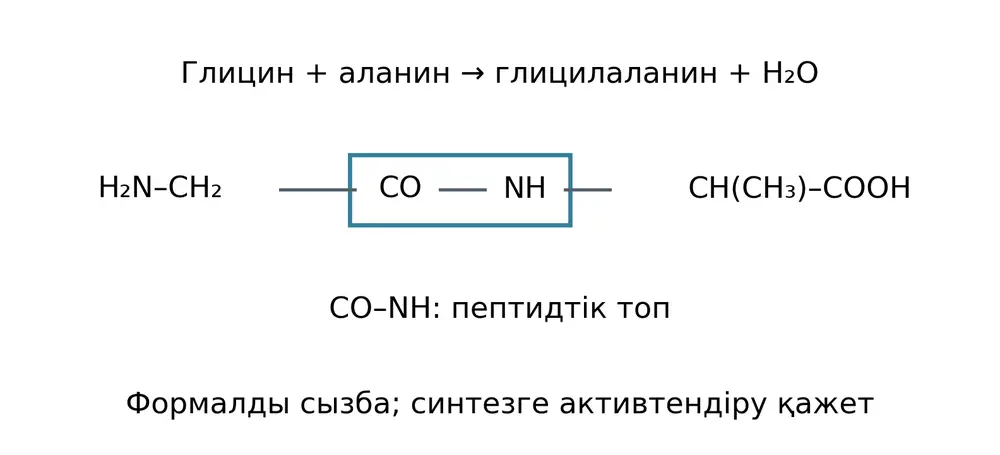 Глицин + аланин → глицилаланин + H₂O
H₂N–CH₂ CO NH CH(CH₃)–COOH
CO–NH: пептидтік топ
Формалды сызба; синтезге активтендіру қажет